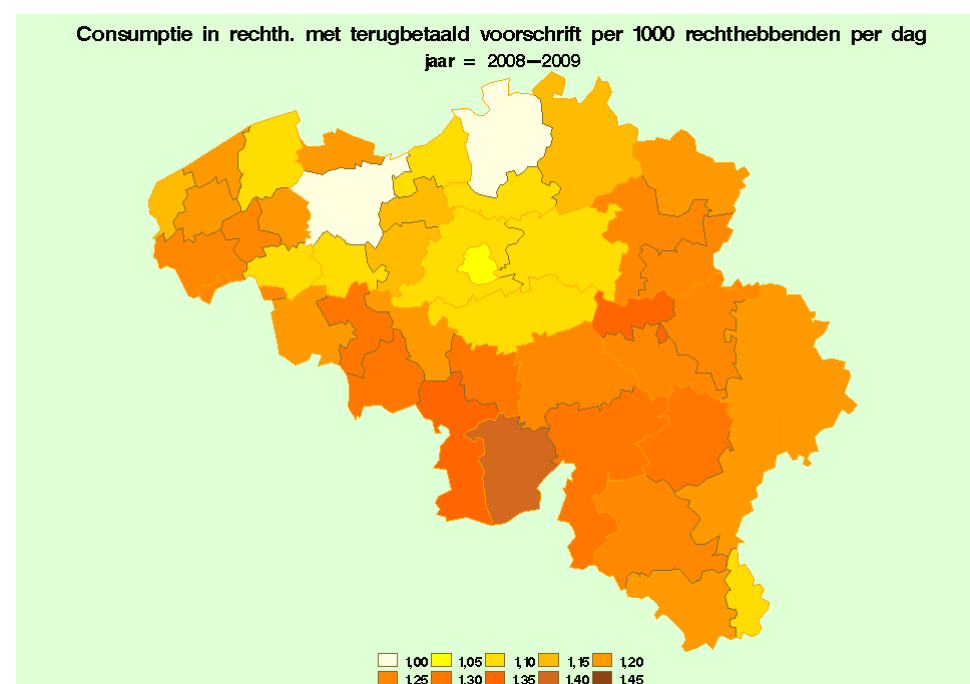 Consumptie in rechth. met terugbetaald voorschrift per 1000 rechthebbenden per dag
jaar = 2008—2009
1,00 1,05 1,10 1,15 1,20
1,25 1,30 1,35 1,40 1,45